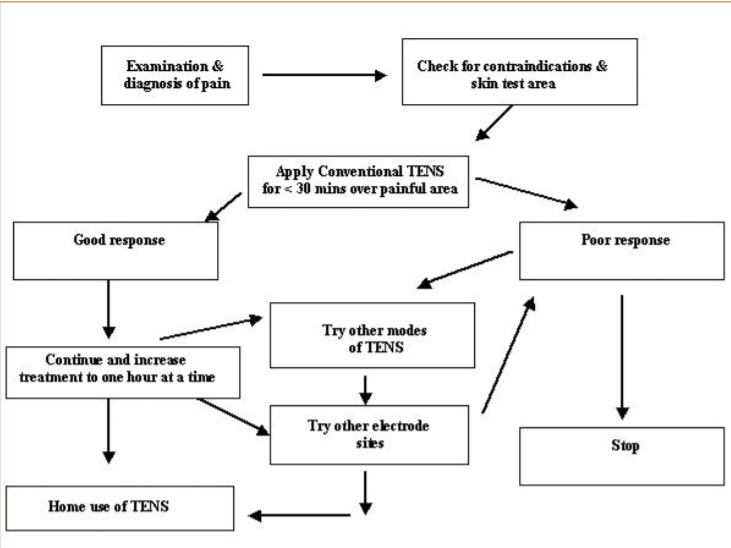 Examination &
diagnosis of pain
Check for contraindications &
skin test area
Apply Conventional TENS
for < 30 mins over painful area
Good response
Poor response
Try other modes
of TENS
Continue and increase
treatment to one hour at a time
Try other electrode
sites
Stop
Home use of TENS